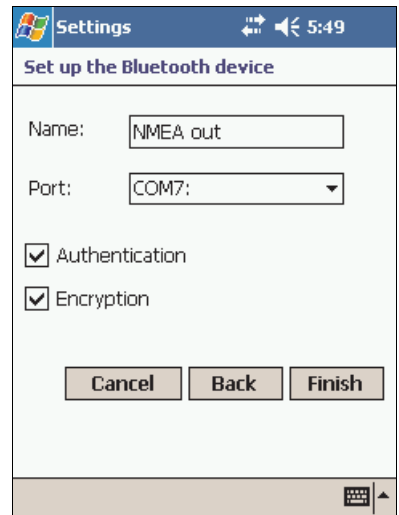 Settings 5:49
Set up the Bluetooth device
Name: NMEA out
Port: COM7:
Authentication
Encryption
Cancel Back Finish